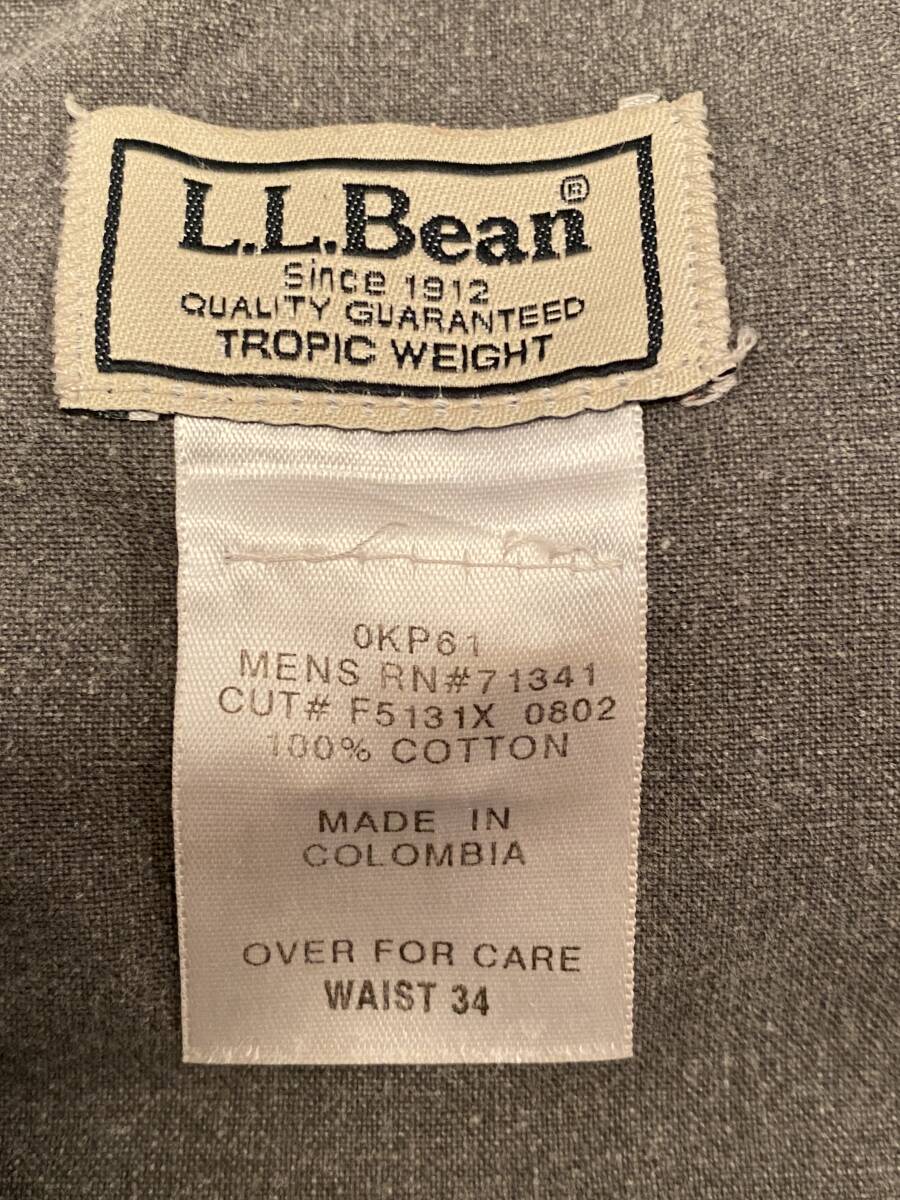 L.L.Bean®
since 1912
QUALITY GUARANTEED
TROPIC WEIGHT
0KP61
MENS RN#71341
CUT# F5131X 0802
100% COTTON
MADE IN
COLOMBIA
OVER FOR CARE
WAIST 34